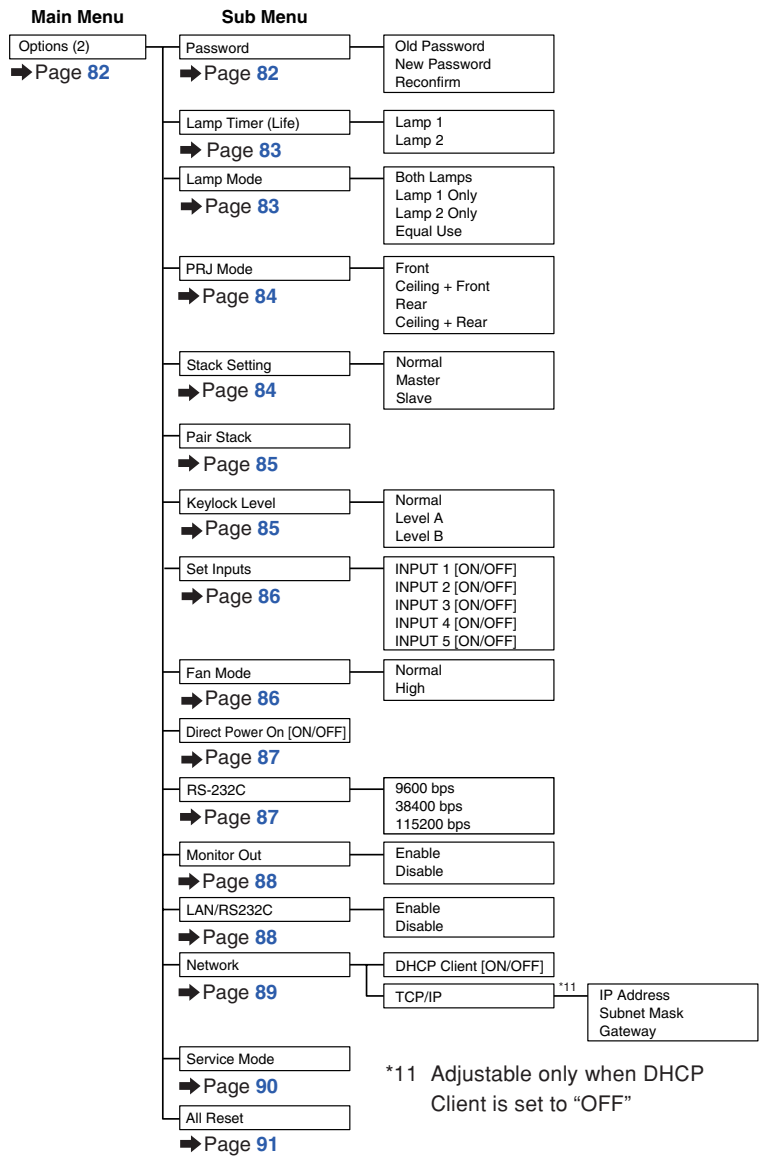 Main Menu
Sub Menu
Options (2)
Page 82
Password
Page 82
Old Password
New Password
Reconfirm
Lamp Timer (Life)
Page 83
Lamp 1
Lamp 2
Lamp Mode
Page 83
Both Lamps
Lamp 1 Only
Lamp 2 Only
Equal Use
PRJ Mode
Page 84
Front
Ceiling + Front
Rear
Ceiling + Rear
Stack Setting
Page 84
Normal
Master
Slave
Pair Stack
Page 85
Keylock Level
Page 85
Normal
Level A
Level B
Set Inputs
Page 86
INPUT 1 [ON/OFF]
INPUT 2 [ON/OFF]
INPUT 3 [ON/OFF]
INPUT 4 [ON/OFF]
INPUT 5 [ON/OFF]
Fan Mode
Page 86
Normal
High
Direct Power On [ON/OFF]
Page 87
RS-232C
Page 87
9600 bps
38400 bps
115200 bps
Monitor Out
Page 88
Enable
Disable
LAN/RS232C
Page 88
Enable
Disable
Network
Page 89
DHCP Client [ON/OFF]
TCP/IP
*11
IP Address
Subnet Mask
Gateway
Service Mode
Page 90
All Reset
Page 91
*11 Adjustable only when DHCP
Client is set to “OFF”